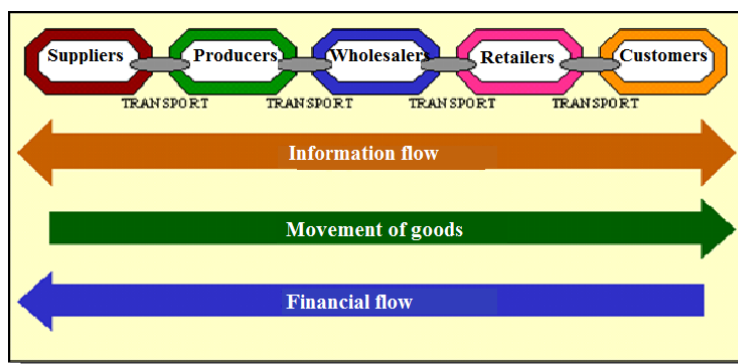 Suppliers Producers Wholesalers Retailers Customers
TRANSPORT TRANSPORT TRANSPORT TRANSPORT
Information flow
Movement of goods
Financial flow